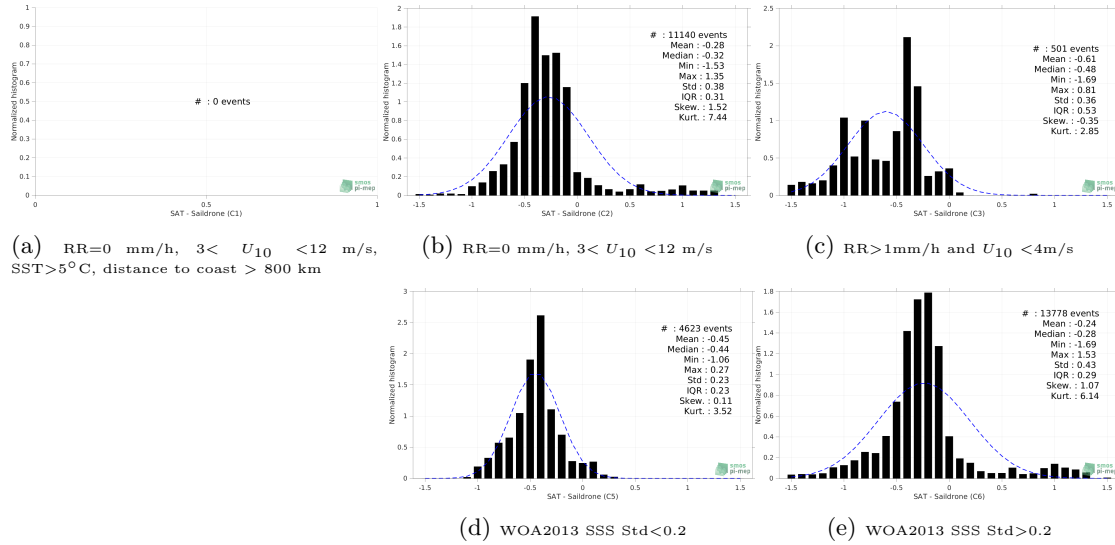 1
0.9
0.8
0.7
0.6
0.5
0.4
0.3
0.2
0.1
0
Normalized histogram
# : 0 events
smos
pi-mep
0 0.5 1
SAT - Saildrone (C1)
(a) RR=0 mm/h, 3< U10 <12 m/s,
SST>5°C, distance to coast > 800 km
2
1.8
1.6
1.4
1.2
1
0.8
0.6
0.4
0.2
0
Normalized histogram
# : 11140 events
Mean : -0.28
Median : -0.32
Min : -1.53
Max : 1.35
Std : 0.38
IQR : 0.31
Skew. : 1.52
Kurt. : 7.44
smos
pi-mep
-1.5 -1 -0.5 0 0.5 1 1.5
SAT - Saildrone (C2)
(b) RR=0 mm/h, 3< U10 <12 m/s
2.5
2
1.5
1
0.5
0
Normalized histogram
# : 501 events
Mean : -0.61
Median : -0.48
Min : -1.69
Max : 0.81
Std : 0.36
IQR : 0.53
Skew. : -0.35
Kurt. : 2.85
smos
pi-mep
-1.5 -1 -0.5 0 0.5 1 1.5
SAT - Saildrone (C3)
(c) RR>1mm/h and U10 <4m/s
3
2.5
2
1.5
1
0.5
0
Normalized histogram
# : 4623 events
Mean : -0.45
Median : -0.44
Min : -1.06
Max : 0.27
Std : 0.23
IQR : 0.23
Skew. : 0.11
Kurt. : 3.52
smos
pi-mep
-1.5 -1 -0.5 0 0.5 1 1.5
SAT - Saildrone (C5)
(d) WOA2013 SSS Std<0.2
1.8
1.6
1.4
1.2
1
0.8
0.6
0.4
0.2
0
Normalized histogram
# : 13778 events
Mean : -0.24
Median : -0.28
Min : -1.69
Max : 1.53
Std : 0.43
IQR : 0.29
Skew. : 1.07
Kurt. : 6.14
smos
pi-mep
-1.5 -1 -0.5 0 0.5 1 1.5
SAT - Saildrone (C6)
(e) WOA2013 SSS Std>0.2